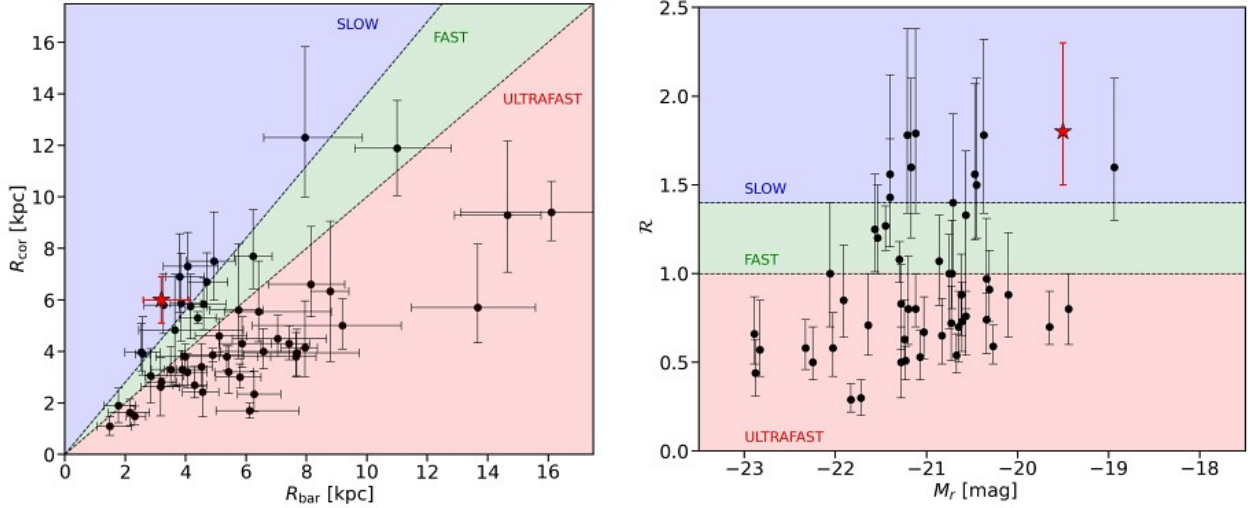 SLOW
FAST
ULTRAFAST
16
14
12
10
8
6
4
2
0
R_cor [kpc]
0 2 4 6 8 10 12 14 16
R_bar [kpc]
2.5
2.0
1.5
1.0
0.5
0.0
ℛ
SLOW
FAST
ULTRAFAST
−23 −22 −21 −20 −19 −18
M_r [mag]